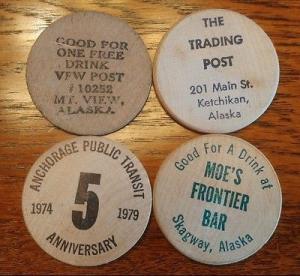 GOOD FOR
ONE FREE
DRINK
VFW POST
# 10252
MT. VIEW,
ALASKA
THE
TRADING
POST
201 Main St.
Ketchikan,
Alaska
ANCHORAGE PUBLIC TRANSIT
1974 5 1979
ANNIVERSARY
Good For A Drink at
MOE'S
FRONTIER
BAR
Skagway, Alaska